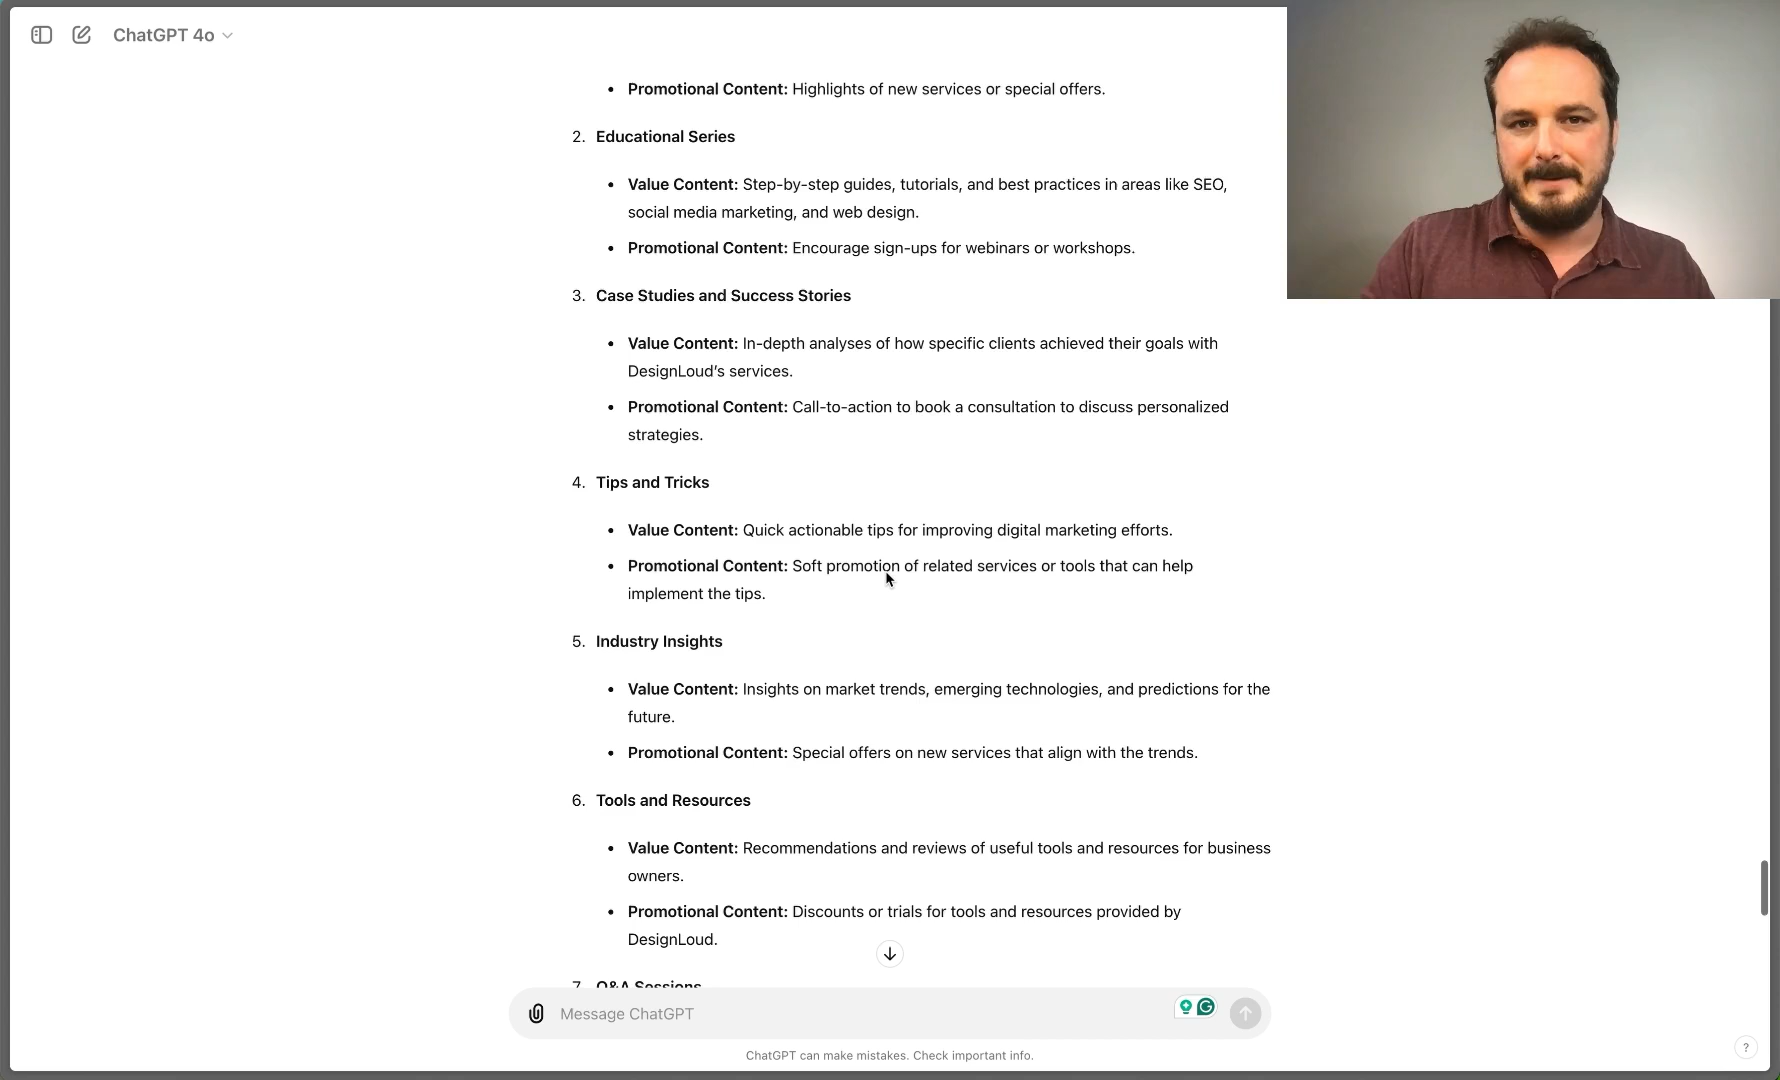 ChatGPT 4o
• Promotional Content: Highlights of new services or special offers.
2. Educational Series
• Value Content: Step-by-step guides, tutorials, and best practices in areas like SEO,
social media marketing, and web design.
• Promotional Content: Encourage sign-ups for webinars or workshops.
3. Case Studies and Success Stories
• Value Content: In-depth analyses of how specific clients achieved their goals with
DesignLoud’s services.
• Promotional Content: Call-to-action to book a consultation to discuss personalized
strategies.
4. Tips and Tricks
• Value Content: Quick actionable tips for improving digital marketing efforts.
• Promotional Content: Soft promotion of related services or tools that can help
implement the tips.
5. Industry Insights
• Value Content: Insights on market trends, emerging technologies, and predictions for the
future.
• Promotional Content: Special offers on new services that align with the trends.
6. Tools and Resources
• Value Content: Recommendations and reviews of useful tools and resources for business
owners.
• Promotional Content: Discounts or trials for tools and resources provided by
DesignLoud.
7. Q&A Sessions
Message ChatGPT
ChatGPT can make mistakes. Check important info.
?